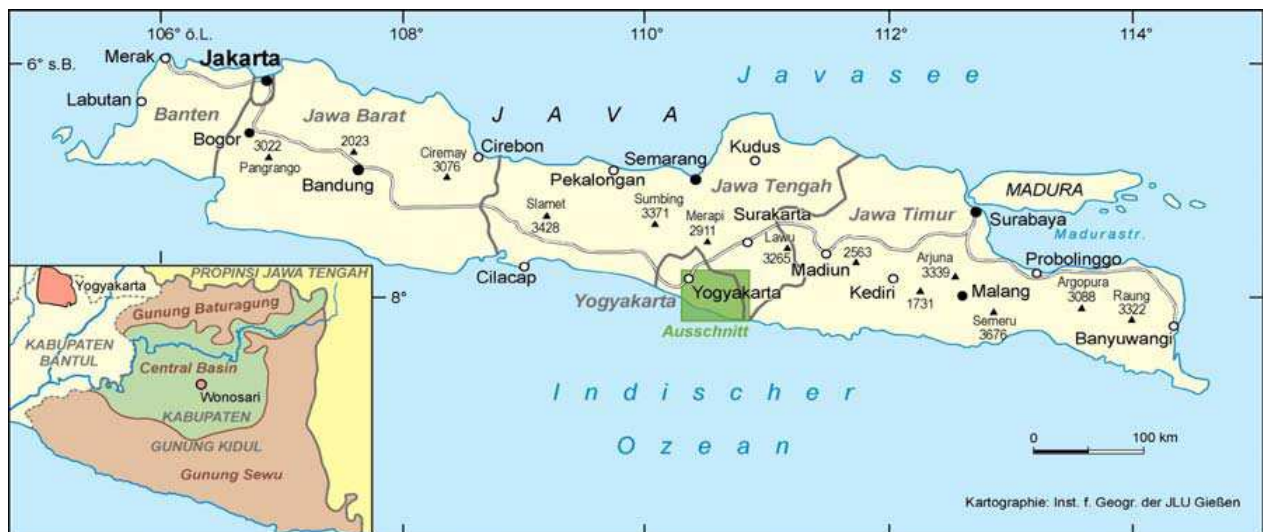 106° ö.L.
108°
110°
112°
114°
6° s.B.
Merak
Jakarta
Javasee
Labutan
Banten
Jawa Barat
JAVA
Bogor
3022
Pangrango
2023
Bandung
Ciremay
3076
Cirebon
Pekalongan
Semarang
Kudus
Jawa Tengah
MADURA
Slamet
3428
Sumbing
3371
Merapi
2911
Surakarta
Jawa Timur
Surabaya
Madurastr.
Lawu
3265
Madiun
2563
Arjuna
3339
Probolinggo
Cilacap
8°
Yogyakarta
Yogyakarta
Kediri
1731
Malang
Argopura
3088
Raung
3322
Semeru
3676
Banyuwangi
Ausschnitt
Indischer
Ozean
PROPINSI JAWA TENGAH
Yogyakarta
Gunung Baturagung
KABUPATEN
BANTUL
Central Basin
Wonosari
KABUPATEN
GUNUNG KIDUL
Gunung Sewu
0 100 km
Kartographie: Inst. f. Geogr. der JLU Gießen